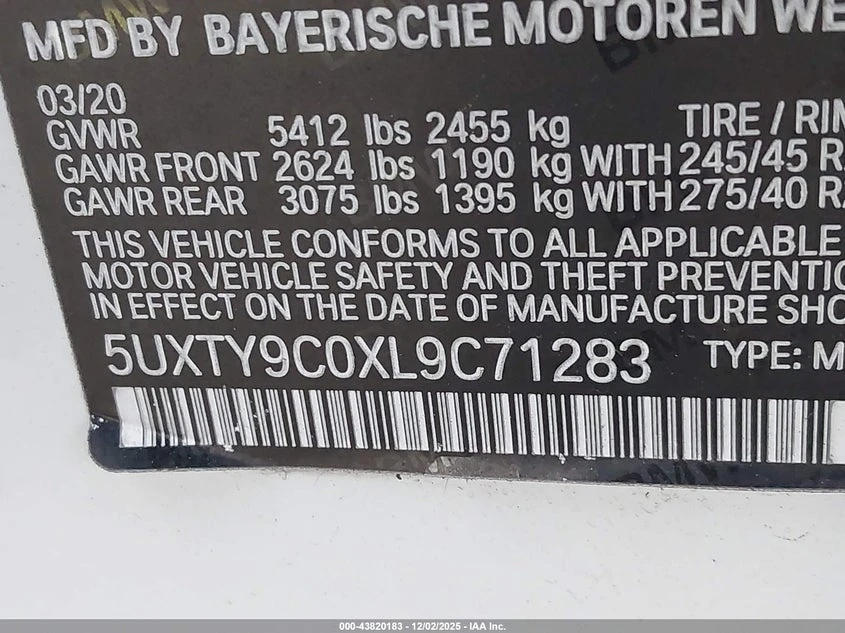 MFD BY BAYERISCHE MOTOREN WE
03/20
GVWR 5412 lbs 2455 kg TIRE / RIM
GAWR FRONT 2624 lbs 1190 kg WITH 245/45 R
GAWR REAR 3075 lbs 1395 kg WITH 275/40 R
THIS VEHICLE CONFORMS TO ALL APPLICABLE
MOTOR VEHICLE SAFETY AND THEFT PREVENTIO
IN EFFECT ON THE DATE OF MANUFACTURE SHO
5UXTY9C0XL9C71283 TYPE: M
000-43820183 - 12/02/2025 - IAA Inc.